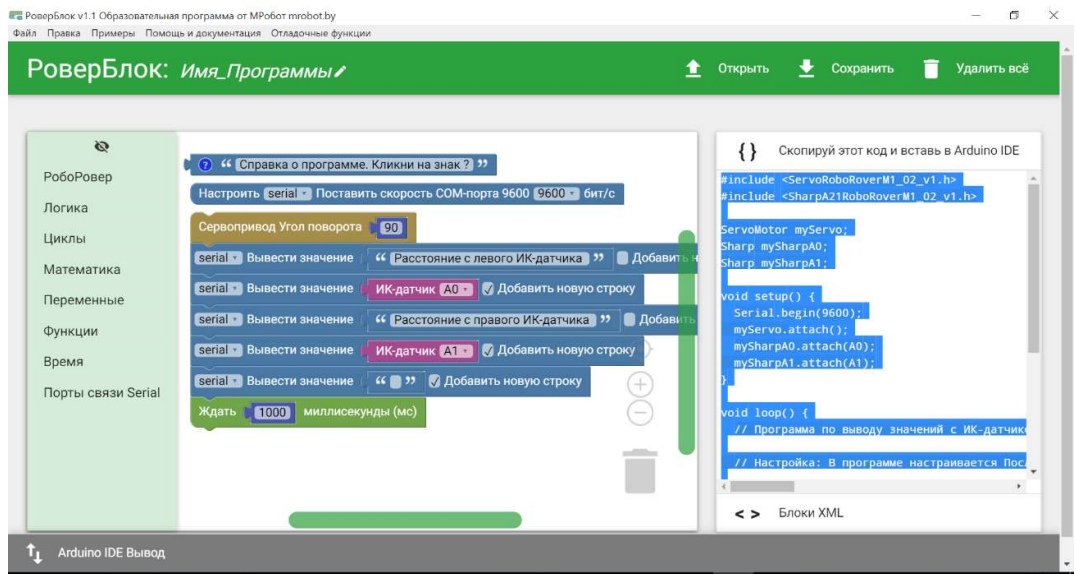 РоверБлок v1.1 Образовательная программа от МРобот mrobot.by
Файл Правка Примеры Помощь и документация Отладочные функции
РоверБлок: Имя_Программы
Открыть Сохранить Удалить всё
РобоРовер
Логика
Циклы
Математика
Переменные
Функции
Время
Порты связи Serial
? “ Справка о программе. Кликни на знак ? ”
Настроить serial Поставить скорость COM-порта 9600 9600 бит/с
Сервопривод Угол поворота 90
serial Вывести значение “ Расстояние с левого ИК-датчика ” Добавить н
serial Вывести значение ИК-датчик A0 Добавить новую строку
serial Вывести значение “ Расстояние с правого ИК-датчика ” Добавить
serial Вывести значение ИК-датчик A1 Добавить новую строку
serial Вывести значение “ ” Добавить новую строку
Ждать 1000 миллисекунды (мс)
{ } Скопируй этот код и вставь в Arduino IDE
#include <ServoRoboRoverM1_02_v1.h>
#include <SharpA21RoboRoverM1_02_v1.h>
ServoMotor myServo;
Sharp mySharpA0;
Sharp mySharpA1;
void setup() {
Serial.begin(9600);
myServo.attach();
mySharpA0.attach(A0);
mySharpA1.attach(A1);
}
void loop() {
// Программа по выводу значений с ИК-датчико
// Настройка: В программе настраивается Посл
< > Блоки XML
Arduino IDE Вывод